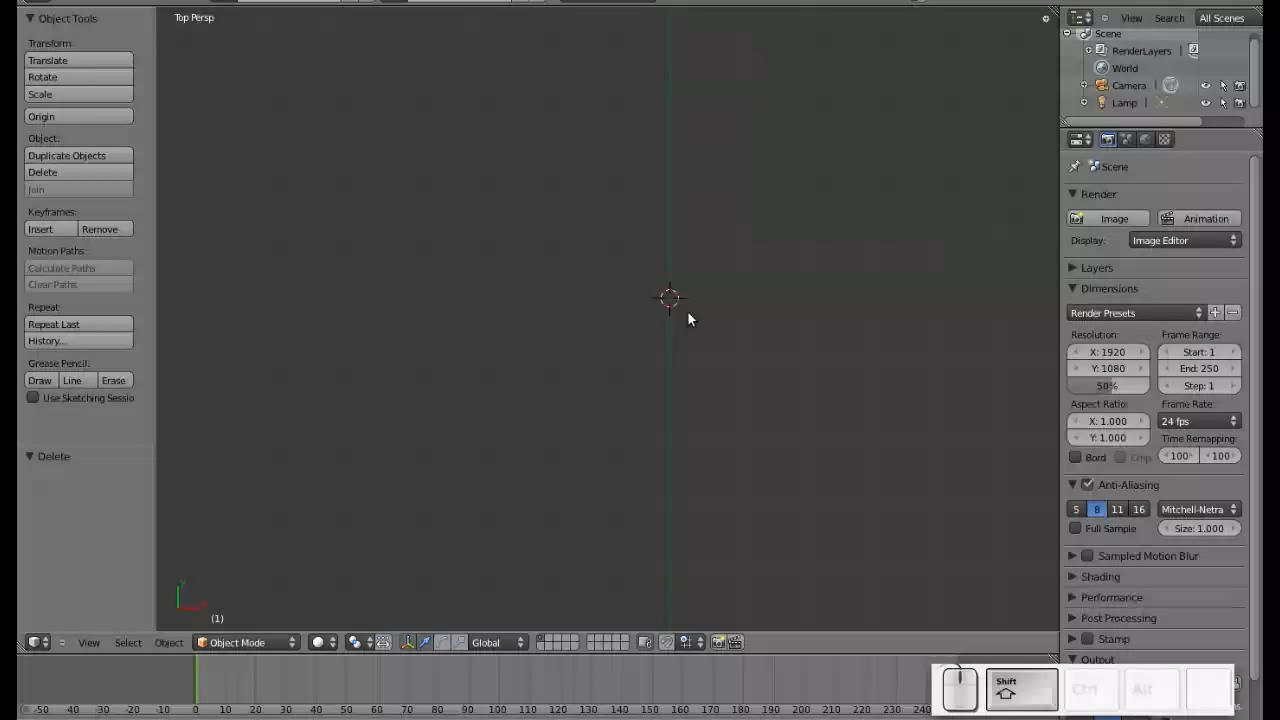 Object Tools
Transform:
Translate
Rotate
Scale
Origin
Object:
Duplicate Objects
Delete
Join
Keyframes:
Insert Remove
Motion Paths:
Calculate Paths
Clear Paths
Repeat:
Repeat Last
History...
Grease Pencil:
Draw Line Erase
Use Sketching Sessio
Delete
Top Persp
y
(1)
View Select Object Object Mode Global
-50 -40 -30 -20 -10 0 10 20 30 40 50 60 70 80 90 100 110 120 130 140 150 160 170 180 190 200 210 220 230 240
View Search All Scenes
Scene
RenderLayers
World
Camera
Lamp
Scene
Render
Image Animation
Display: Image Editor
Layers
Dimensions
Render Presets
Resolution: Frame Range:
X: 1920 Start: 1
Y: 1080 End: 250
50% Step: 1
Aspect Ratio: Frame Rate:
X: 1.000 24 fps
Y: 1.000 Time Remapping:
Bord Crop 100 100
Anti-Aliasing
5 8 11 16 Mitchell-Netra
Full Sample Size: 1.000
Sampled Motion Blur
Shading
Performance
Post Processing
Stamp
Output
Shift Ctrl Alt